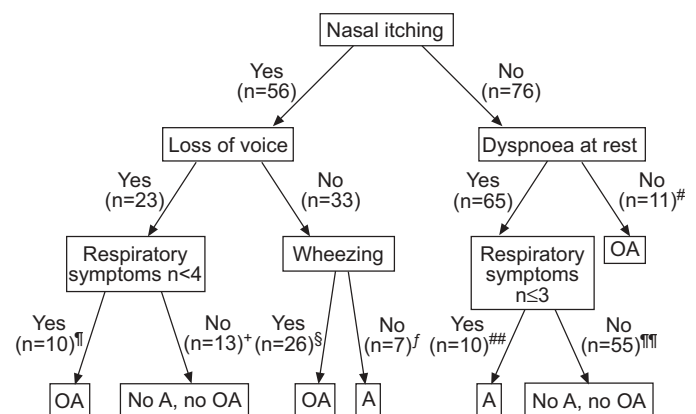 Nasal itching
Yes
(n=56)
No
(n=76)
Loss of voice
Dyspnoea at rest
Yes
(n=23)
No
(n=33)
Yes
(n=65)
No
(n=11)#
Respiratory
symptoms n<4
Wheezing
Respiratory
symptoms
n≤3
OA
Yes
(n=10)¶
No
(n=13)+
Yes
(n=26)§
No
(n=7)ƒ
Yes
(n=10)##
No
(n=55)¶¶
OA
No A, no OA
OA
A
A
No A, no OA